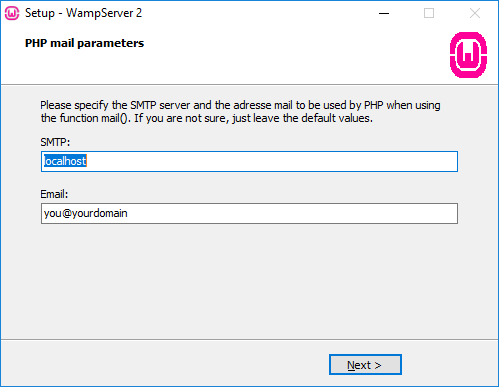 Setup - WampServer 2
PHP mail parameters
Please specify the SMTP server and the adresse mail to be used by PHP when using
the function mail(). If you are not sure, just leave the default values.
SMTP:
localhost
Email:
you@yourdomain
Next >